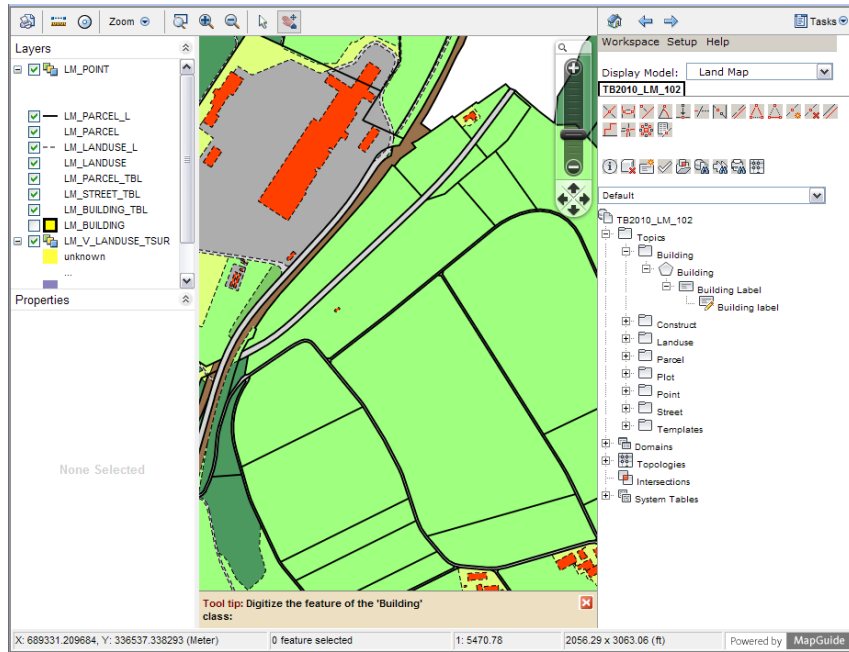 Zoom
Tasks
Layers
LM_POINT
LM_PARCEL_L
LM_PARCEL
LM_LANDUSE_L
LM_LANDUSE
LM_PARCEL_TBL
LM_STREET_TBL
LM_BUILDING_TBL
LM_BUILDING
LM_V_LANDUSE_TSUR
unknown
...
Properties
None Selected
Tool tip: Digitize the feature of the 'Building'
class:
Workspace Setup Help
Display Model: Land Map
TB2010_LM_102
Default
TB2010_LM_102
Topics
Building
Building
Building Label
Building label
Construct
Landuse
Parcel
Plot
Point
Street
Templates
Domains
Topologies
Intersections
System Tables
X: 689331.209684, Y: 336537.338293 (Meter)
0 feature selected
1: 5470.78
2056.29 x 3063.06 (ft)
Powered by MapGuide